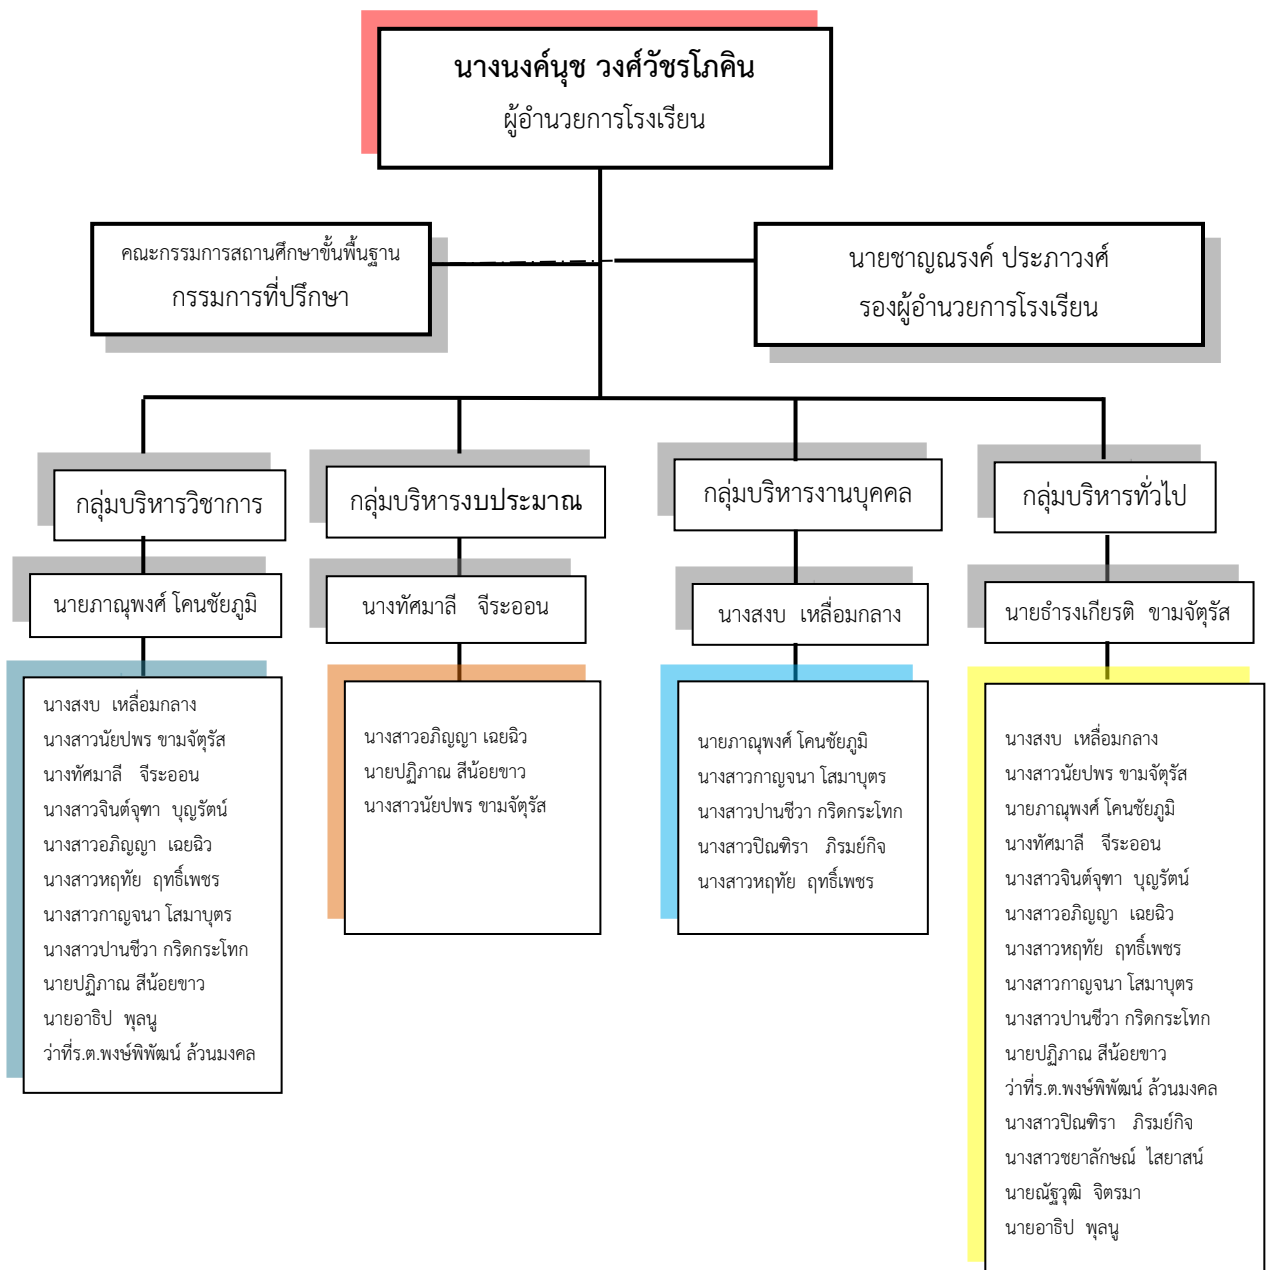 นางนงค์นุช วงศ์วัชรโภคิน
ผู้อำนวยการโรงเรียน
คณะกรรมการสถานศึกษาขั้นพื้นฐาน
กรรมการที่ปรึกษา
นายชาญณรงค์ ประภาวงศ์
รองผู้อำนวยการโรงเรียน
กลุ่มบริหารวิชาการ
นายภาณุพงศ์ โคนชัยภูมิ
นางสงบ เหลื่อมกลาง
นางสาวนัยปพร ขามจัตุรัส
นางทัศมาลี จีระออน
นางสาวจินต์จุฑา บุญรัตน์
นางสาวอภิญญา เฉยฉิว
นางสาวหฤทัย ฤทธิ์เพชร
นางสาวกาญจนา โสมาบุตร
นางสาวปานชีวา กริดกระโทก
นายปฏิภาณ สีน้อยขาว
นายอาธิป พุลนู
ว่าที่ร.ต.พงษ์พิพัฒน์ ล้วนมงคล
กลุ่มบริหารงบประมาณ
นางทัศมาลี จีระออน
นางสาวอภิญญา เฉยฉิว
นายปฏิภาณ สีน้อยขาว
นางสาวนัยปพร ขามจัตุรัส
กลุ่มบริหารงานบุคคล
นางสงบ เหลื่อมกลาง
นายภาณุพงศ์ โคนชัยภูมิ
นางสาวกาญจนา โสมาบุตร
นางสาวปานชีวา กริดกระโทก
นางสาวปิณฑิรา ภิรมย์กิจ
นางสาวหฤทัย ฤทธิ์เพชร
กลุ่มบริหารทั่วไป
นายธำรงเกียรติ ขามจัตุรัส
นางสงบ เหลื่อมกลาง
นางสาวนัยปพร ขามจัตุรัส
นายภาณุพงศ์ โคนชัยภูมิ
นางทัศมาลี จีระออน
นางสาวจินต์จุฑา บุญรัตน์
นางสาวอภิญญา เฉยฉิว
นางสาวหฤทัย ฤทธิ์เพชร
นางสาวกาญจนา โสมาบุตร
นางสาวปานชีวา กริดกระโทก
นายปฏิภาณ สีน้อยขาว
ว่าที่ร.ต.พงษ์พิพัฒน์ ล้วนมงคล
นางสาวปิณฑิรา ภิรมย์กิจ
นางสาวชยาลักษณ์ ไสยาสน์
นายณัฐวุฒิ จิตรมา
นายอาธิป พุลนู